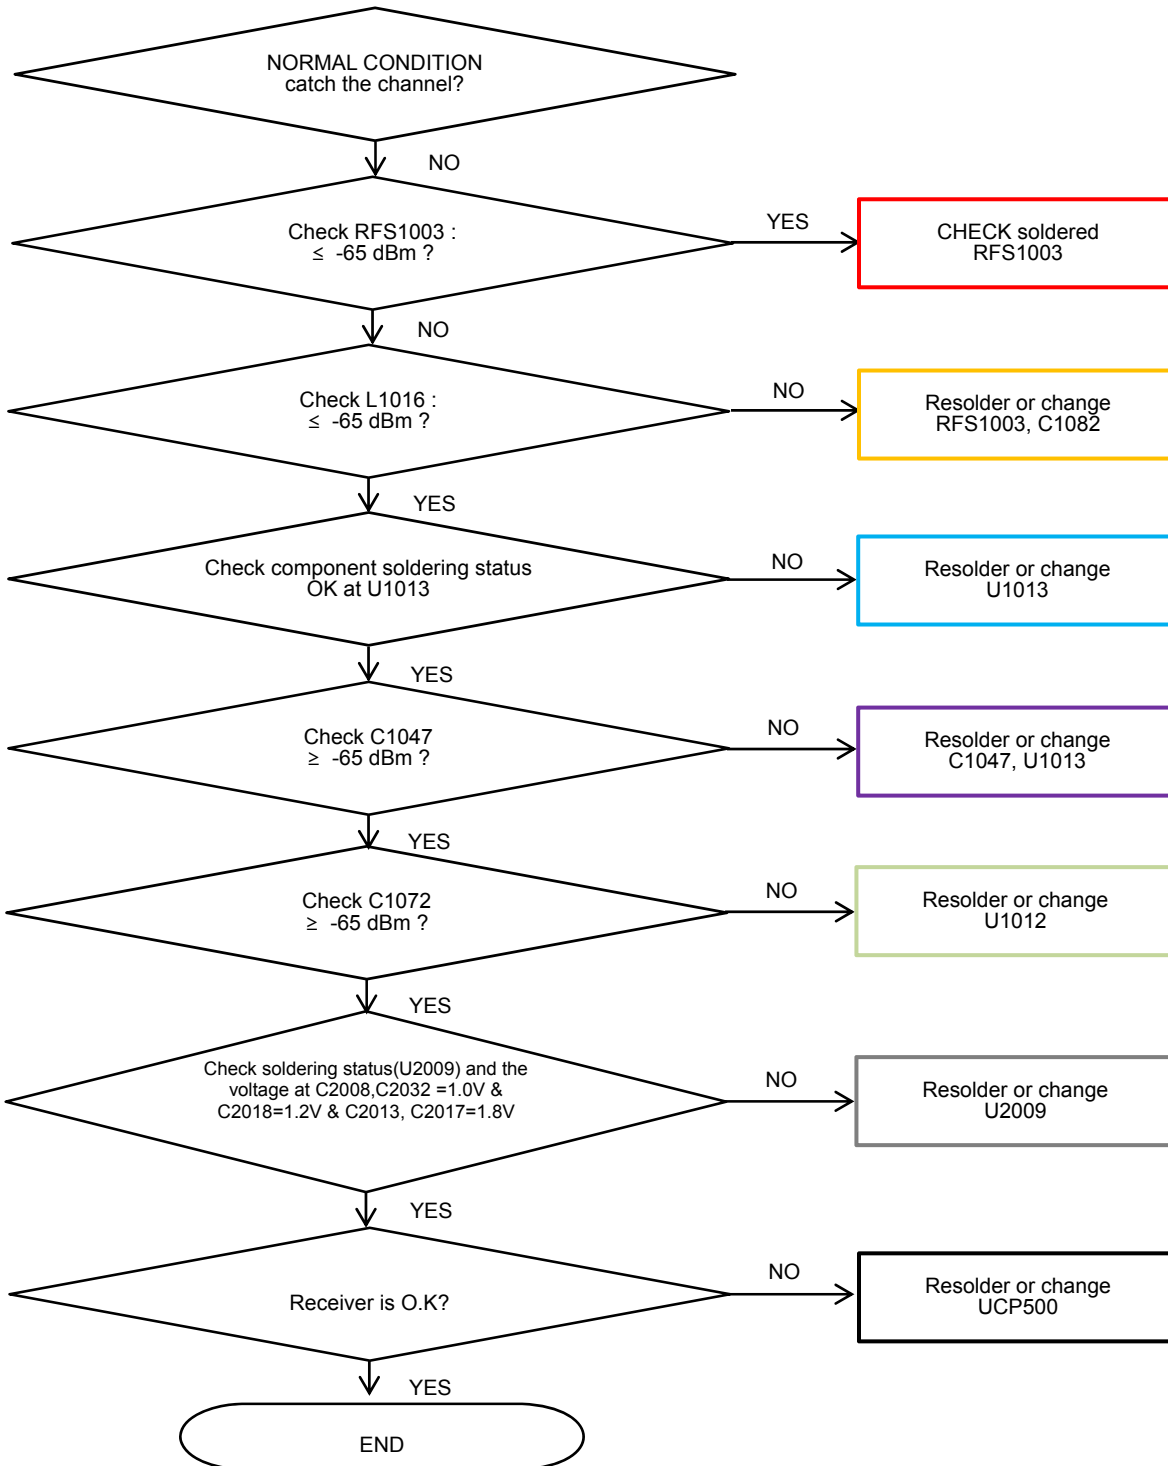 NORMAL CONDITION
catch the channel?
NO
Check RFS1003 :
≤ -65 dBm ?
YES
CHECK soldered
RFS1003
NO
Check L1016 :
≤ -65 dBm ?
NO
Resolder or change
RFS1003, C1082
YES
Check component soldering status
OK at U1013
NO
Resolder or change
U1013
YES
Check C1047
≥ -65 dBm ?
NO
Resolder or change
C1047, U1013
YES
Check C1072
≥ -65 dBm ?
NO
Resolder or change
U1012
YES
Check soldering status(U2009) and the
voltage at C2008,C2032 =1.0V &
C2018=1.2V & C2013, C2017=1.8V
NO
Resolder or change
U2009
YES
Receiver is O.K?
NO
Resolder or change
UCP500
YES
END